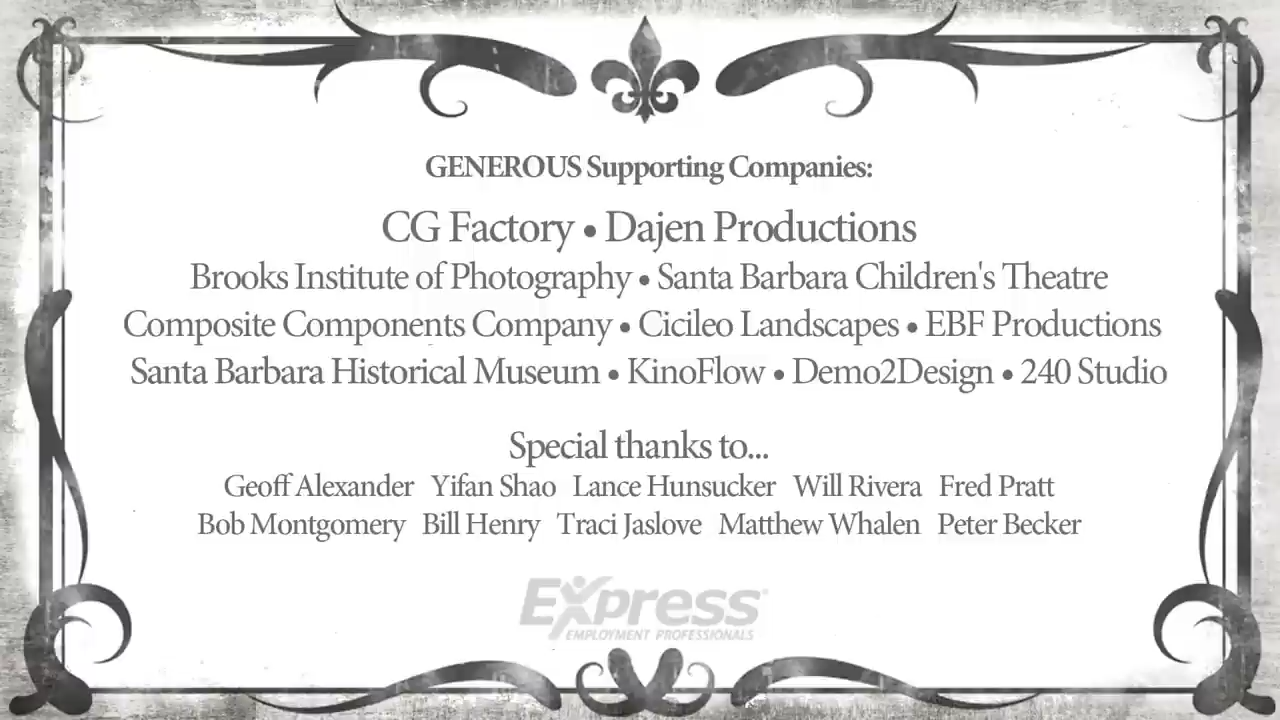 GENEROUS Supporting Companies:
CG Factory • Dajen Productions
Brooks Institute of Photography • Santa Barbara Children's Theatre
Composite Components Company • Cicileo Landscapes • EBF Productions
Santa Barbara Historical Museum • KinoFlow • Demo2Design • 240 Studio
Special thanks to...
Geoff Alexander Yifan Shao Lance Hunsucker Will Rivera Fred Pratt
Bob Montgomery Bill Henry Traci Jaslove Matthew Whalen Peter Becker
Express®
EMPLOYMENT PROFESSIONALS